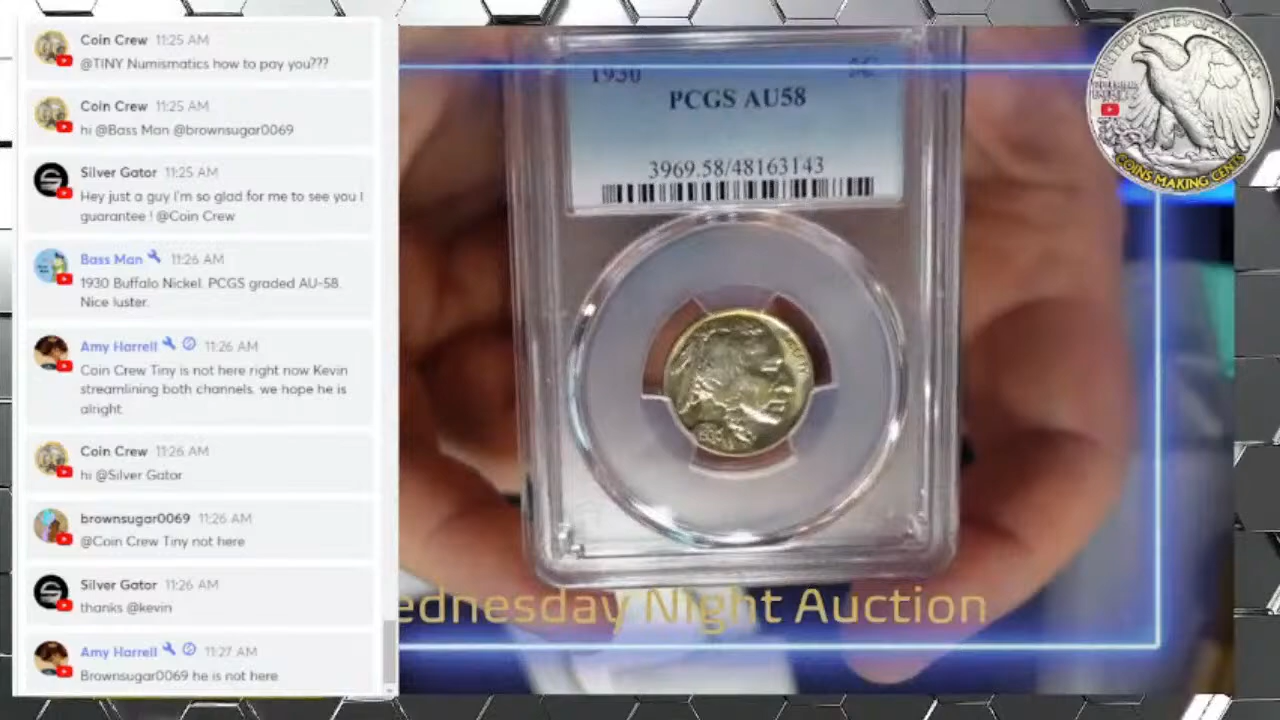 Coin Crew 11:25 AM
@TINY Numismatics how to pay you???
Coin Crew 11:25 AM
hi @Bass Man @brownsugar0069
Silver Gator 11:25 AM
Hey just a guy I'm so glad for me to see you I
guarantee ! @Coin Crew
Bass Man 11:26 AM
1930 Buffalo Nickel. PCGS graded AU-58.
Nice luster.
Amy Harrell 11:26 AM
Coin Crew Tiny is not here right now Kevin
streamlining both channels. we hope he is
alright
Coin Crew 11:26 AM
hi @Silver Gator
brownsugar0069 11:26 AM
@Coin Crew Tiny not here
Silver Gator 11:26 AM
thanks @kevin
Amy Harrell 11:27 AM
Brownsugar0069 he is not here
1930 5C
PCGS AU58
3969.58/48163143
1930
ednesday Night Auction
UNITED STATES OF AMERICA
COINS MAKING CENTS